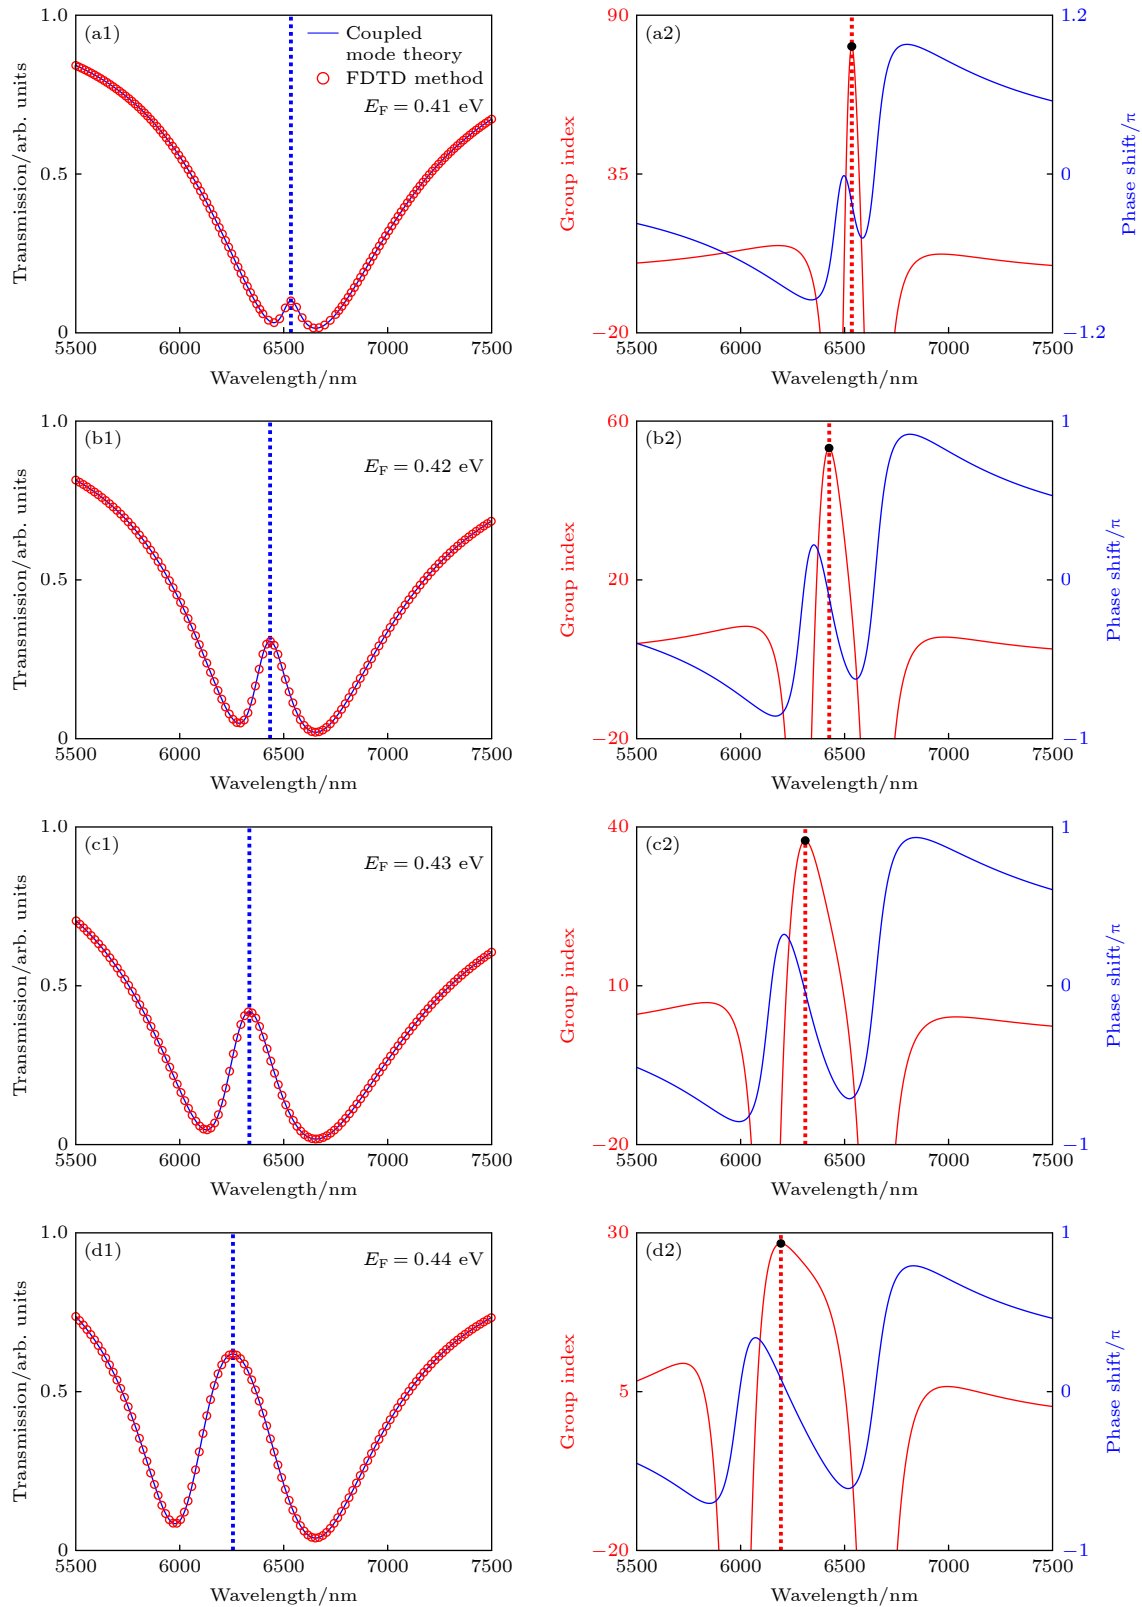 1.0
0.5
0
(a1)
Coupled
mode theory
FDTD method
E_F = 0.41 eV
Transmission/arb. units
5500 6000 6500 7000 7500
Wavelength/nm
90
35
−20
(a2)
Group index
1.2
0
−1.2
Phase shift/π
5500 6000 6500 7000 7500
Wavelength/nm
1.0
0.5
0
(b1)
E_F = 0.42 eV
Transmission/arb. units
5500 6000 6500 7000 7500
Wavelength/nm
60
20
−20
(b2)
Group index
1
0
−1
Phase shift/π
5500 6000 6500 7000 7500
Wavelength/nm
1.0
0.5
0
(c1)
E_F = 0.43 eV
Transmission/arb. units
5500 6000 6500 7000 7500
Wavelength/nm
40
10
−20
(c2)
Group index
1
0
−1
Phase shift/π
5500 6000 6500 7000 7500
Wavelength/nm
1.0
0.5
0
(d1)
E_F = 0.44 eV
Transmission/arb. units
5500 6000 6500 7000 7500
Wavelength/nm
30
5
−20
(d2)
Group index
1
0
−1
Phase shift/π
5500 6000 6500 7000 7500
Wavelength/nm